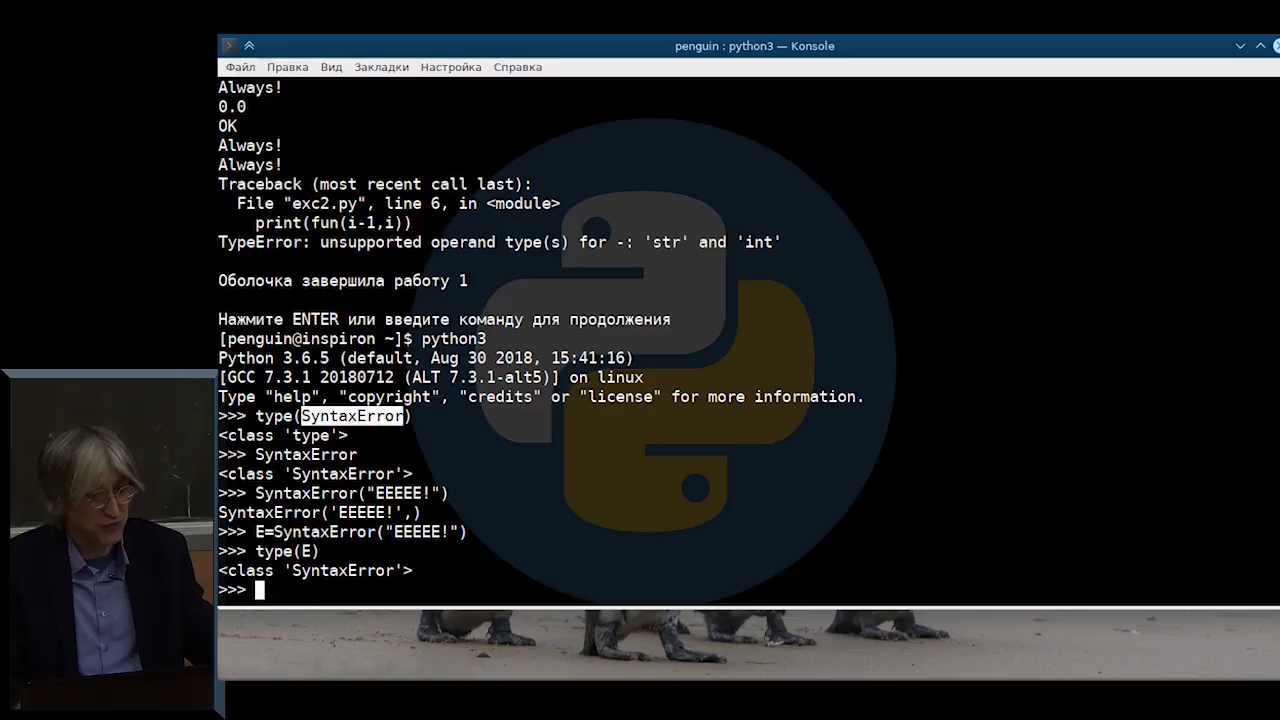 penguin : python3 — Konsole
Файл Правка Вид Закладки Настройка Справка
Always!
0.0
OK
Always!
Always!
Traceback (most recent call last):
  File "exc2.py", line 6, in <module>
    print(fun(i-1,i))
TypeError: unsupported operand type(s) for -: 'str' and 'int'
Оболочка завершила работу 1
Нажмите ENTER или введите команду для продолжения
[penguin@inspiron ~]$ python3
Python 3.6.5 (default, Aug 30 2018, 15:41:16)
[GCC 7.3.1 20180712 (ALT 7.3.1-alt5)] on linux
Type "help", "copyright", "credits" or "license" for more information.
>>> type(SyntaxError)
<class 'type'>
>>> SyntaxError
<class 'SyntaxError'>
>>> SyntaxError("EEEEE!")
SyntaxError('EEEEE!',)
>>> E=SyntaxError("EEEEE!")
>>> type(E)
<class 'SyntaxError'>
>>>